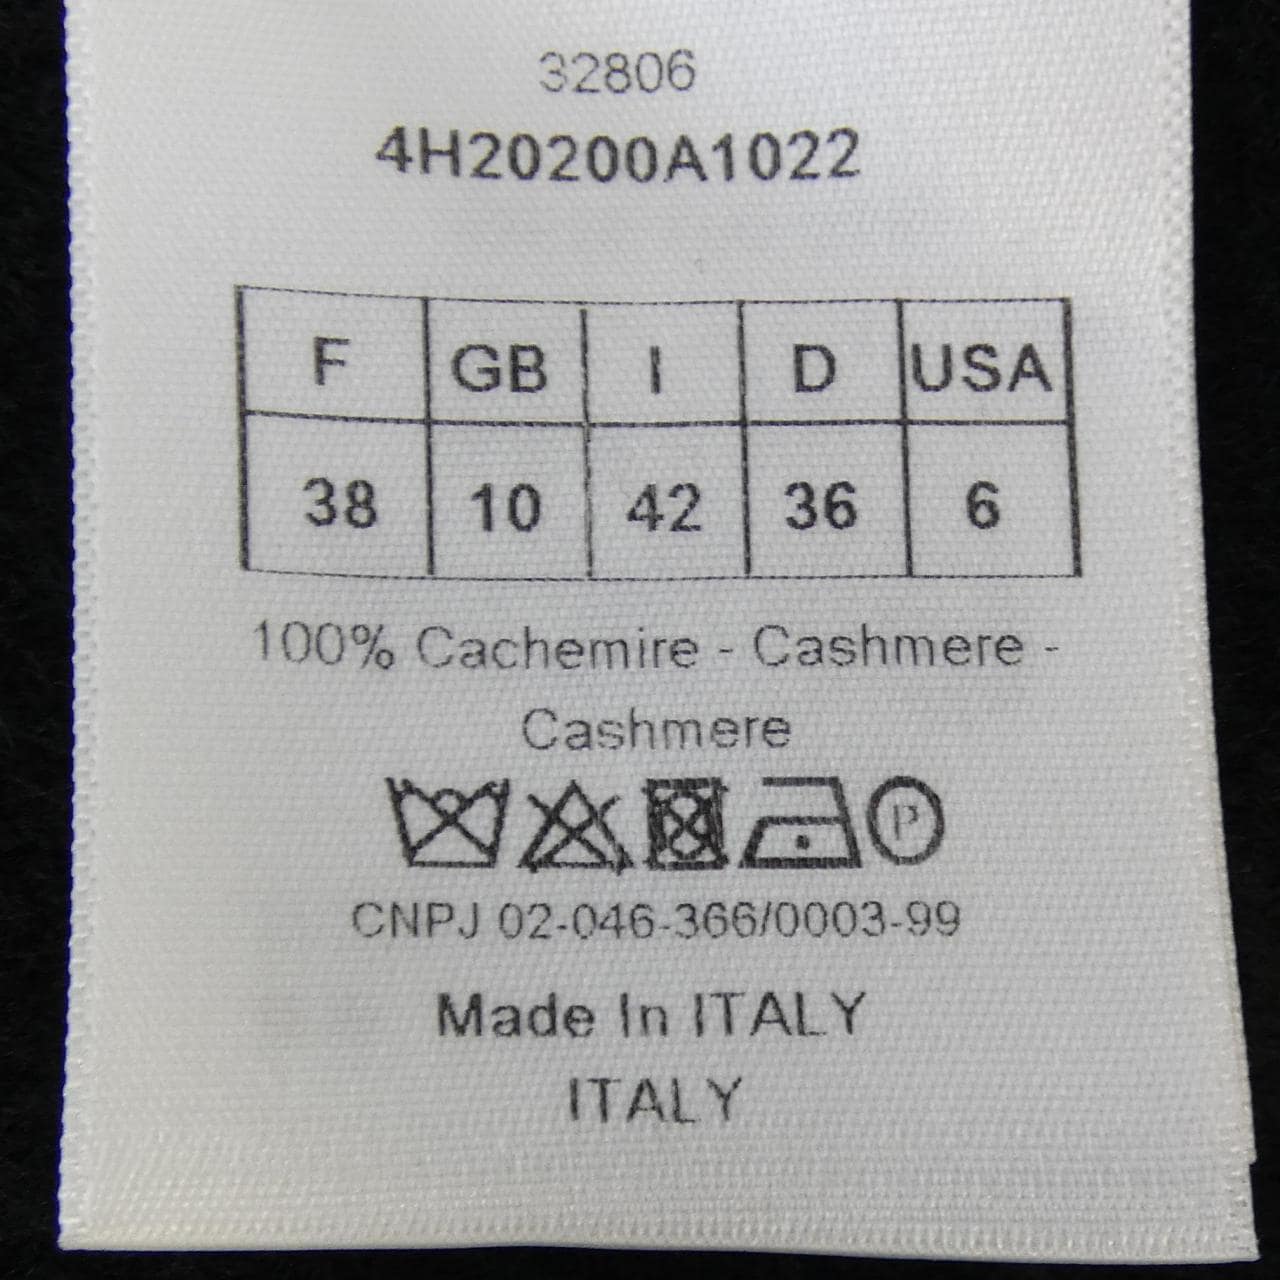 32806
4H20200A1022
F GB I D USA
38 10 42 36 6
100% Cachemire - Cashmere -
Cashmere
P
CNPJ 02-046-366/0003-99
Made In ITALY
ITALY